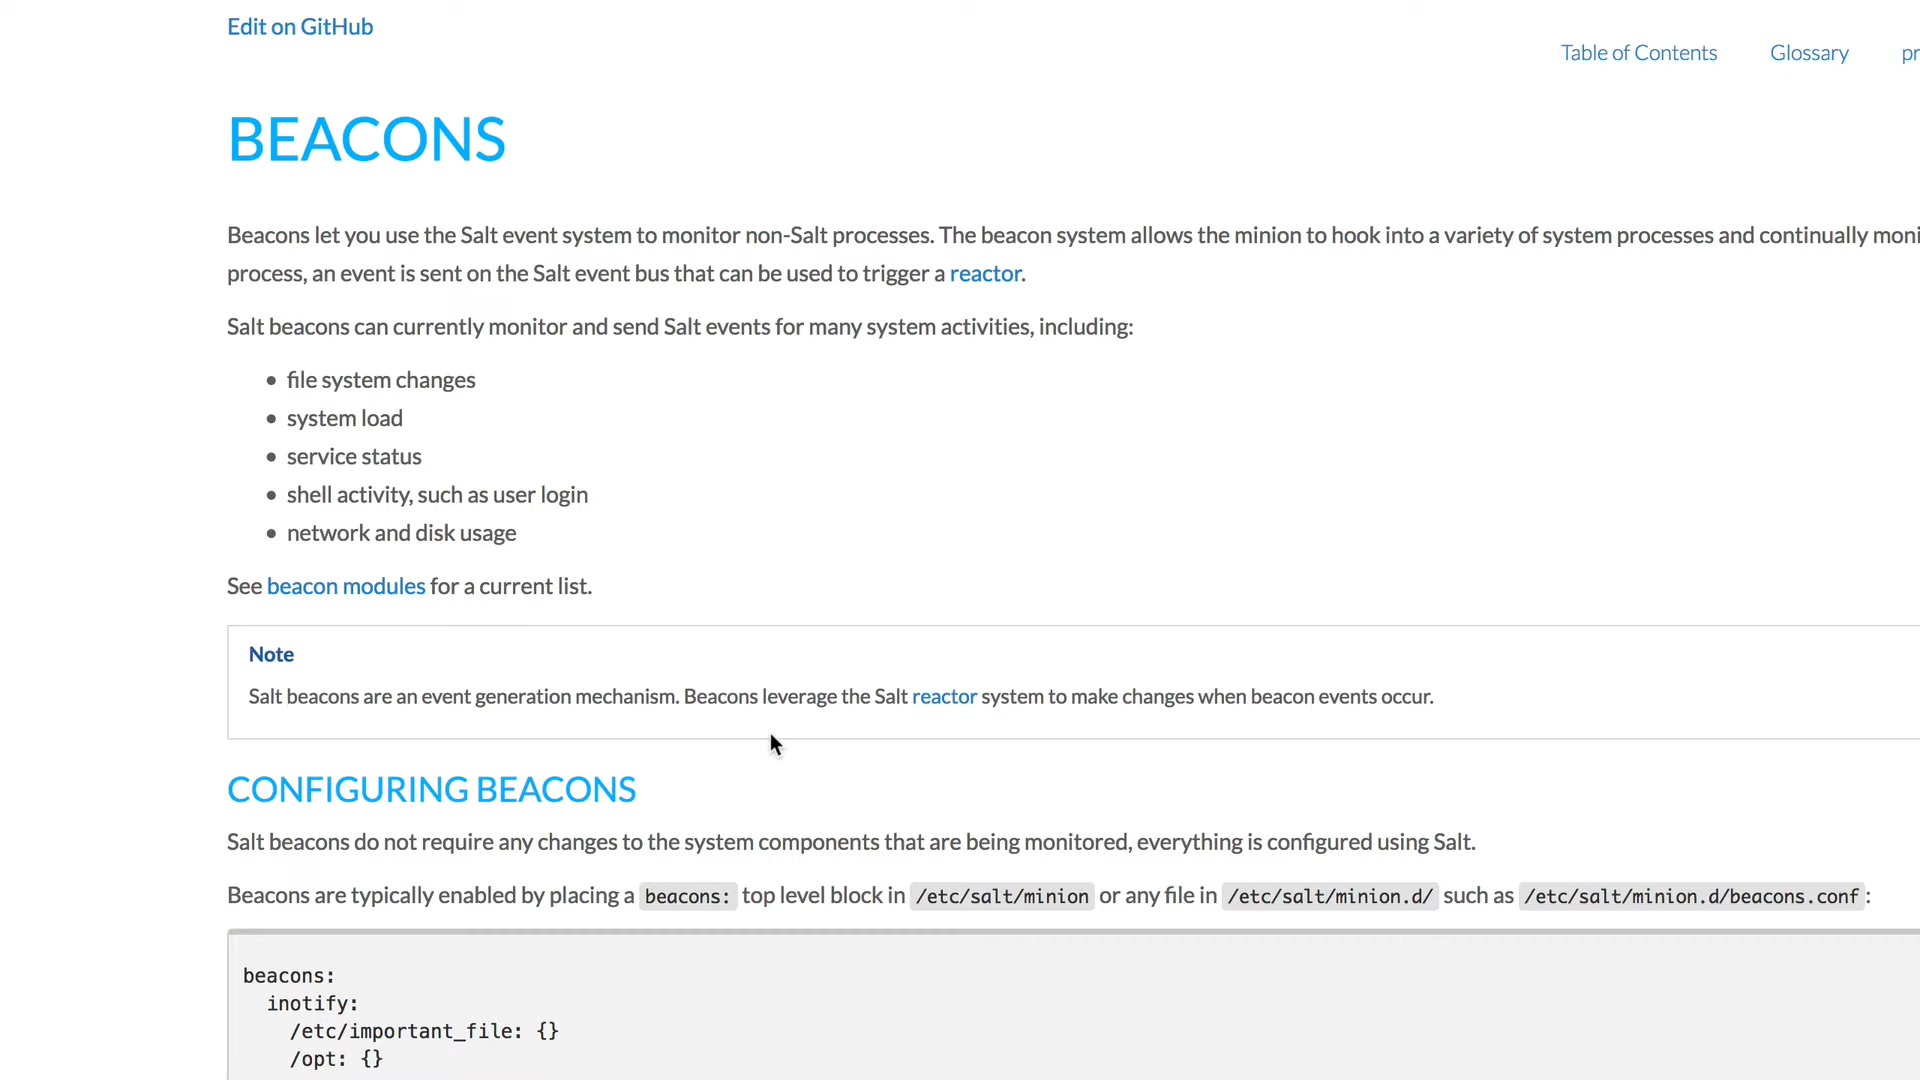 Edit on GitHub
Table of Contents Glossary
BEACONS
Beacons let you use the Salt event system to monitor non-Salt processes. The beacon system allows the minion to hook into a variety of system processes and continually
process, an event is sent on the Salt event bus that can be used to trigger a reactor.
Salt beacons can currently monitor and send Salt events for many system activities, including:
• file system changes
• system load
• service status
• shell activity, such as user login
• network and disk usage
See beacon modules for a current list.
Note
Salt beacons are an event generation mechanism. Beacons leverage the Salt reactor system to make changes when beacon events occur.
CONFIGURING BEACONS
Salt beacons do not require any changes to the system components that are being monitored, everything is configured using Salt.
Beacons are typically enabled by placing a beacons: top level block in /etc/salt/minion or any file in /etc/salt/minion.d/ such as /etc/salt/minion.d/beacons.conf:
beacons:
inotify:
/etc/important_file: {}
/opt: {}